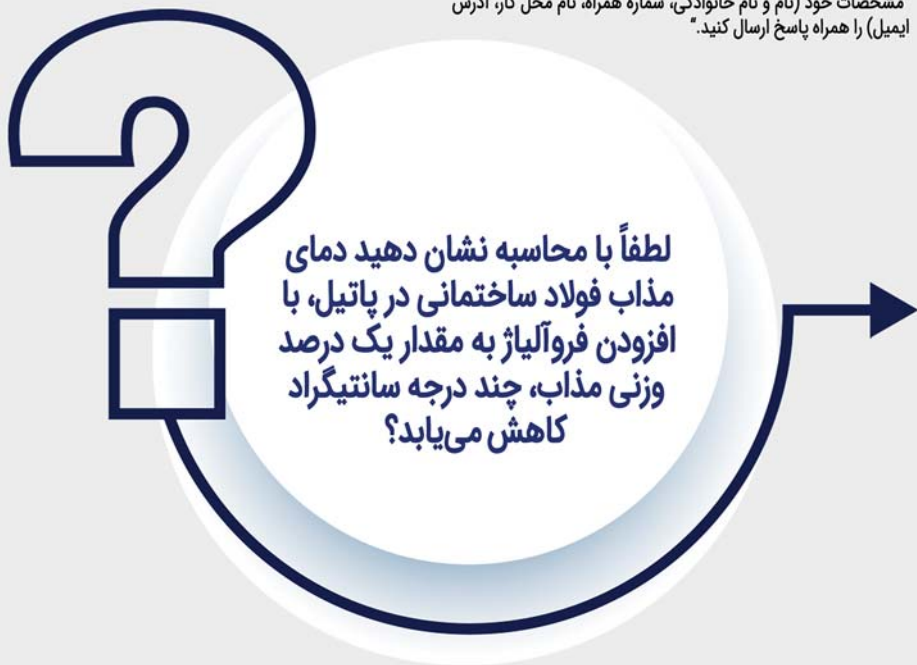 مشخصات خود (نام و نام خانوادگی، شماره همراه، نام محل کار، آدرس
ایمیل) را همراه پاسخ ارسال کنید."
لطفاً با محاسبه نشان دهید دمای
مذاب فولاد ساختمانی در پاتیل، با
افزودن فروآلیاژ به مقدار یک درصد
وزنی مذاب، چند درجه سانتیگراد
کاهش می‌یابد؟